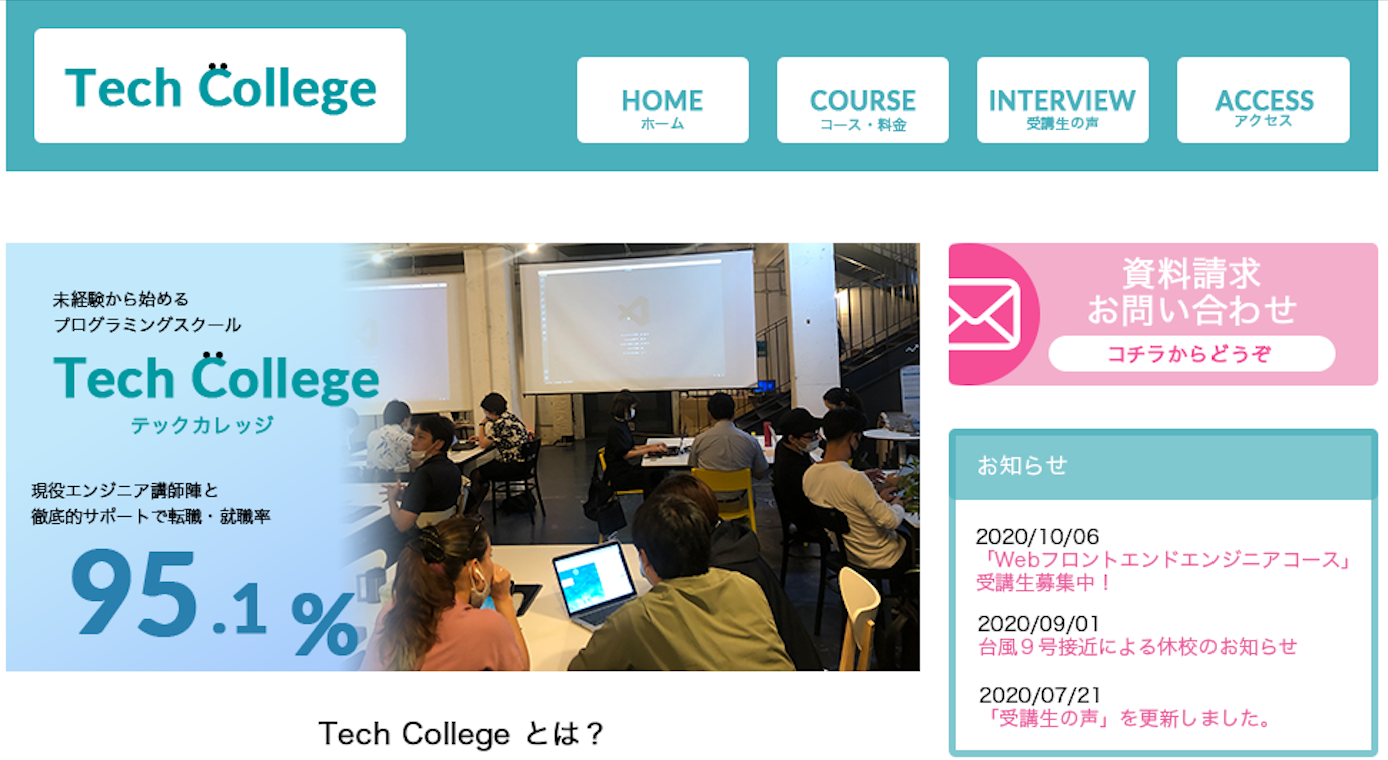 Tech College
HOME
ホーム
COURSE
コース・料金
INTERVIEW
受講生の声
ACCESS
アクセス
未経験から始める
プログラミングスクール
Tech College
テックカレッジ
現役エンジニア講師陣と
徹底的サポートで転職・就職率
95.1%
資料請求
お問い合わせ
コチラからどうぞ
お知らせ
2020/10/06
「Webフロントエンドエンジニアコース」
受講生募集中！
2020/09/01
台風９号接近による休校のお知らせ
2020/07/21
「受講生の声」を更新しました。
Tech College とは？